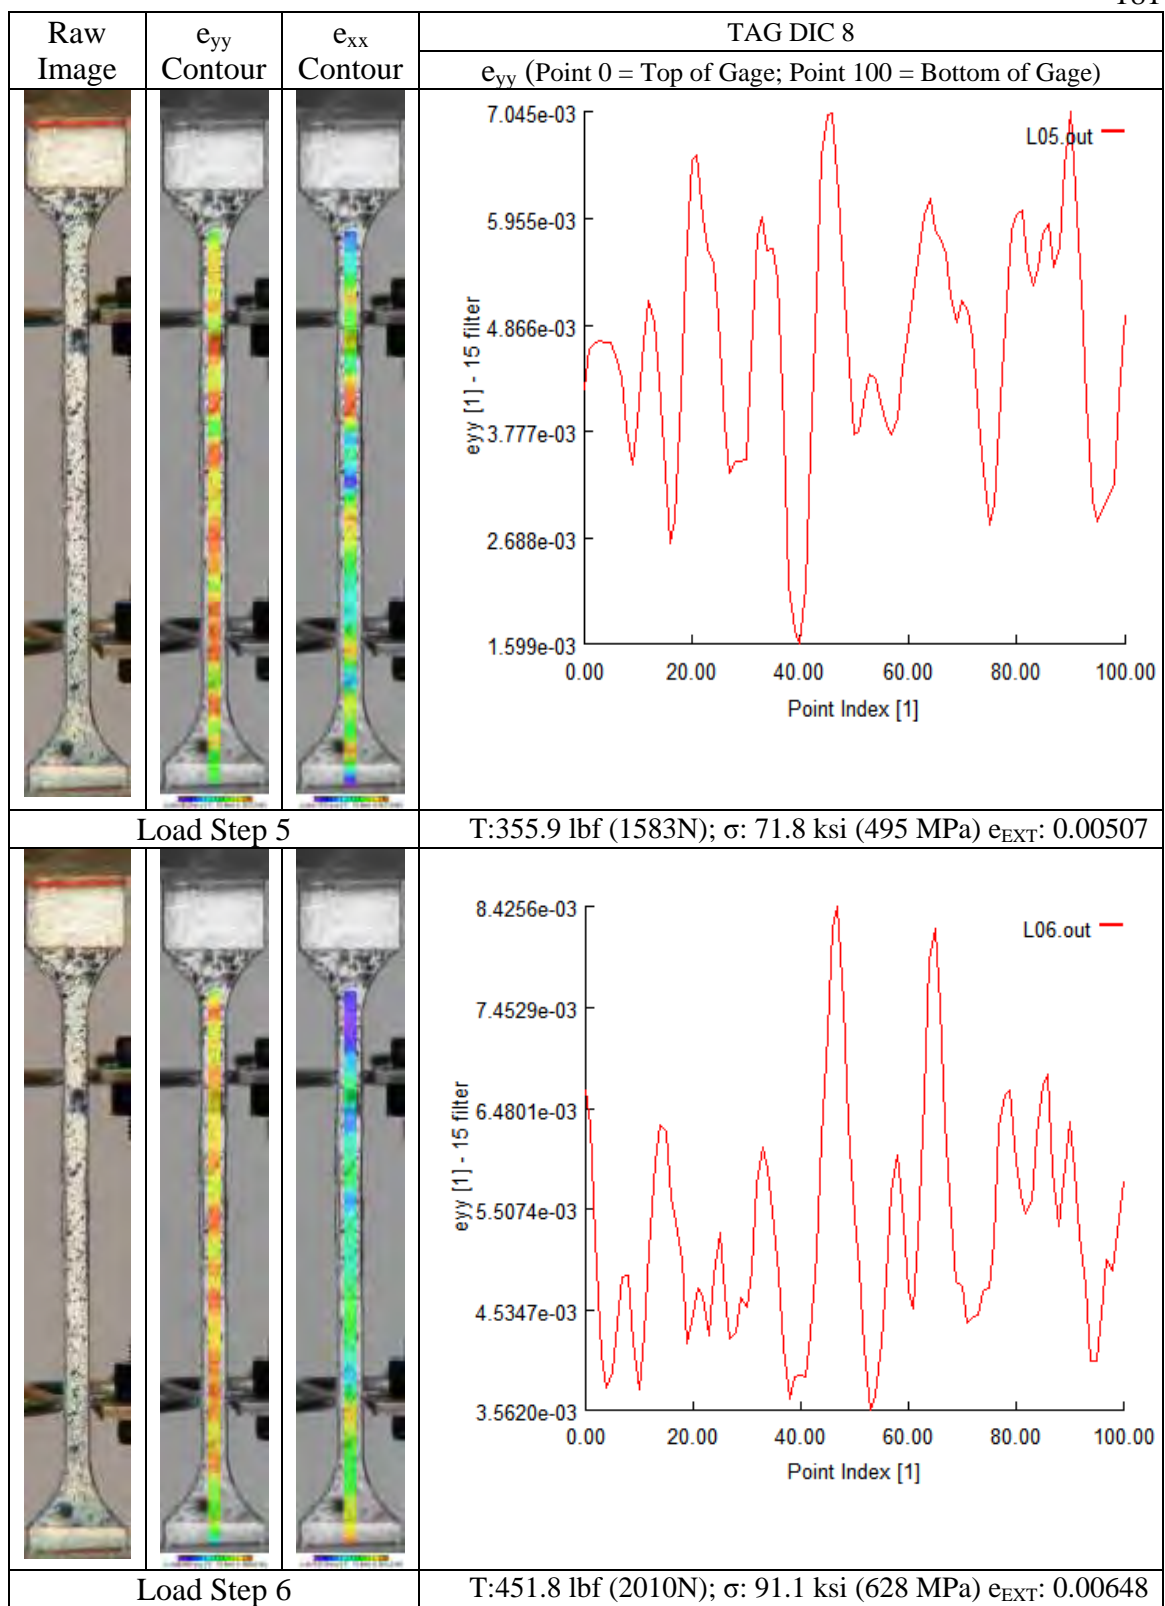 Raw
Image
e_yy
Contour
e_xx
Contour
TAG DIC 8
e_yy (Point 0 = Top of Gage; Point 100 = Bottom of Gage)
7.045e-03
L05.out
5.955e-03
4.866e-03
3.777e-03
2.688e-03
1.599e-03
eyy [1] - 15 filter
0.00 20.00 40.00 60.00 80.00 100.00
Point Index [1]
Load Step 5
T:355.9 lbf (1583N); σ: 71.8 ksi (495 MPa) e_EXT: 0.00507
8.4256e-03
L06.out
7.4529e-03
6.4801e-03
5.5074e-03
4.5347e-03
3.5620e-03
eyy [1] - 15 filter
0.00 20.00 40.00 60.00 80.00 100.00
Point Index [1]
Load Step 6
T:451.8 lbf (2010N); σ: 91.1 ksi (628 MPa) e_EXT: 0.00648